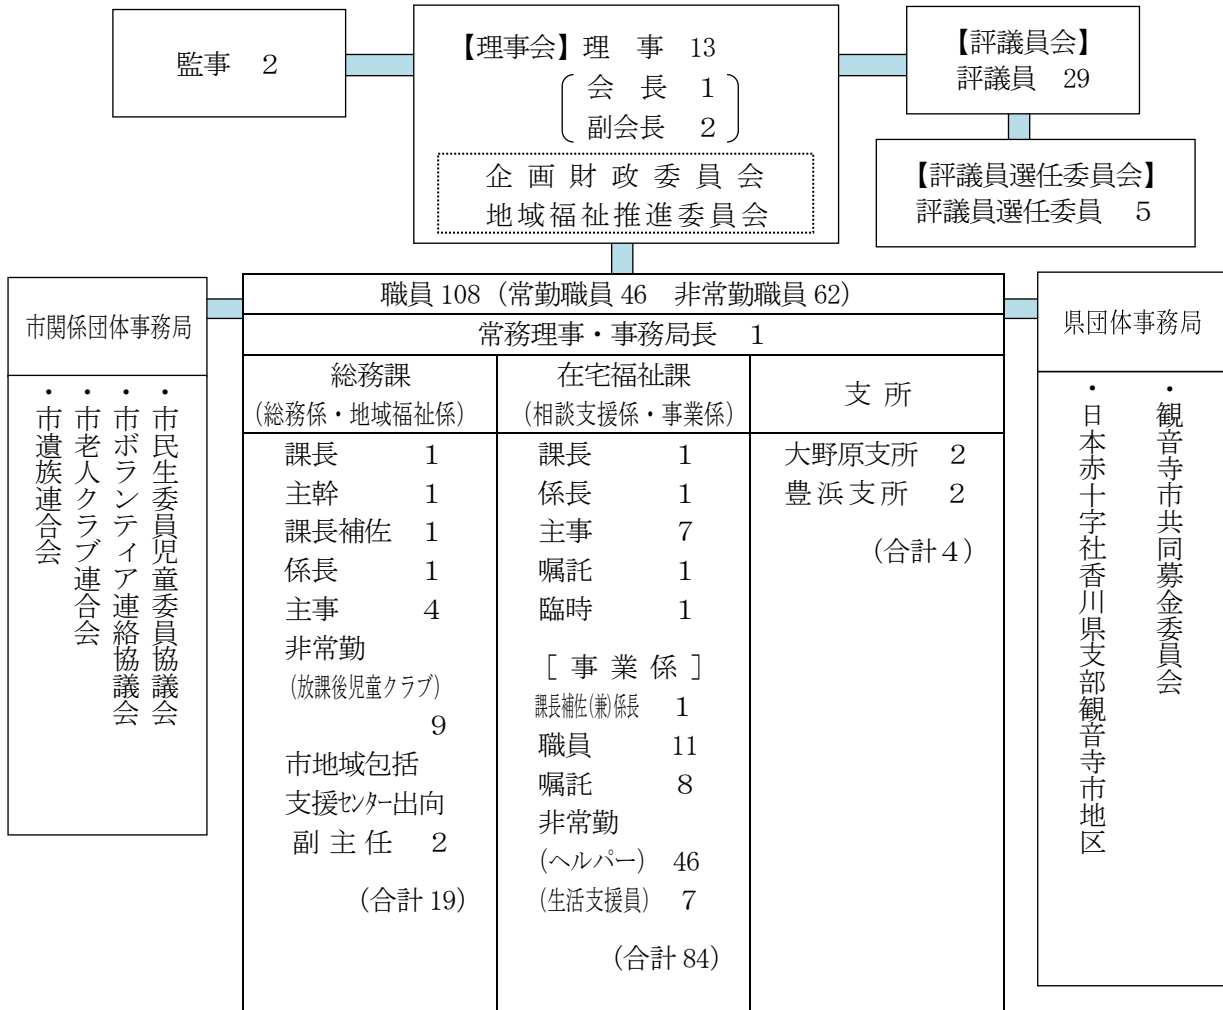 監事 2
【理事会】理 事 13
会 長 1
副会長 2
企画財政委員会
地域福祉推進委員会
【評議員会】
評議員 29
【評議員選任委員会】
評議員選任委員 5
市関係団体事務局
・市民生委員児童委員協議会
・市ボランティア連絡協議会
・市老人クラブ連合会
・市遺族連合会
職員108（常勤職員46 非常勤職員62）
常務理事・事務局長 1
総務課
(総務係・地域福祉係)
課長 1
主幹 1
課長補佐 1
係長 1
主事 4
非常勤
(放課後児童クラブ)
9
市地域包括
支援センター出向
副主任 2
(合計19)
在宅福祉課
(相談支援係・事業係)
課長 1
係長 1
主事 7
嘱託 1
臨時 1
[事業係]
課長補佐(兼)係長 1
職員 11
嘱託 8
非常勤
(ヘルパー) 46
(生活支援員) 7
(合計84)
支所
大野原支所 2
豊浜支所 2
(合計4)
県団体事務局
・観音寺市共同募金委員会
・日本赤十字社香川県支部観音寺市地区